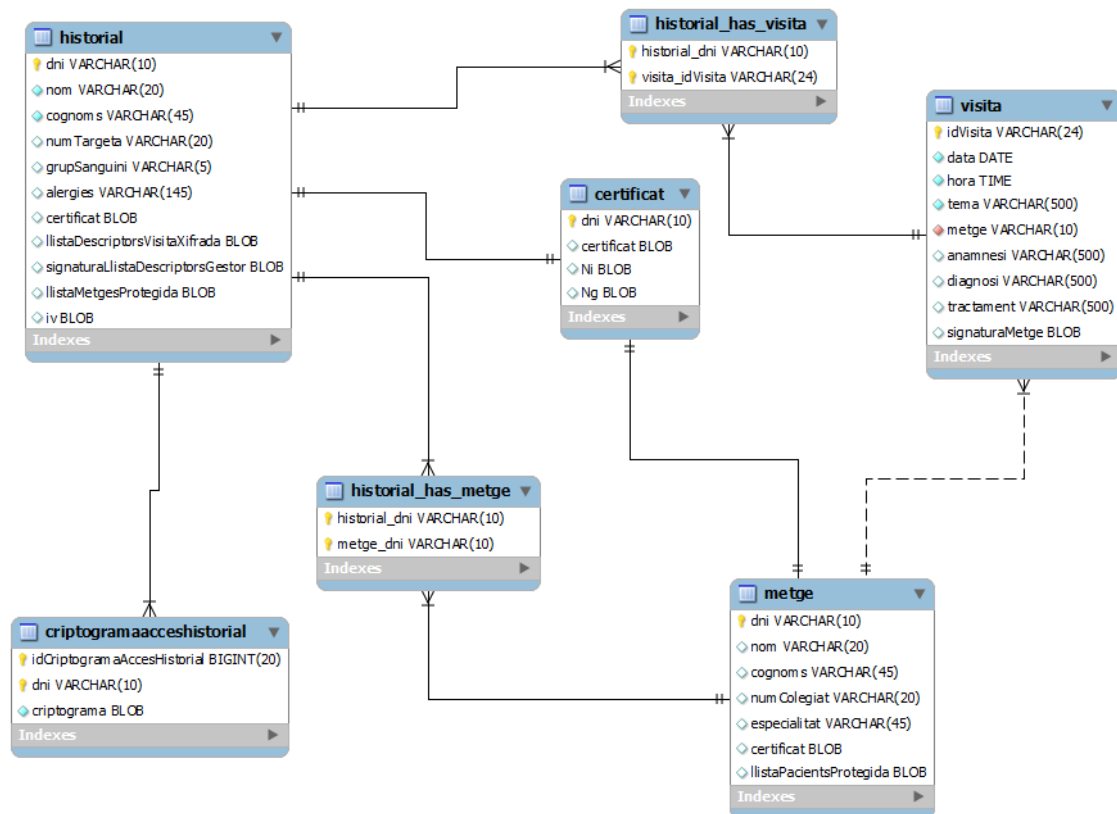 historial
dni VARCHAR(10)
nom VARCHAR(20)
cognoms VARCHAR(45)
numTargeta VARCHAR(20)
grupSanguini VARCHAR(5)
alergies VARCHAR(145)
certificat BLOB
llistaDescriptorsVisitaXifrada BLOB
signaturaLlistaDescriptorsGestor BLOB
llistaMetgesProtegida BLOB
iv BLOB
Indexes
historial_has_visita
historial_dni VARCHAR(10)
visita_idVisita VARCHAR(24)
Indexes
visita
idVisita VARCHAR(24)
data DATE
hora TIME
tema VARCHAR(500)
metge VARCHAR(10)
anamnesi VARCHAR(500)
diagnosi VARCHAR(500)
tractament VARCHAR(500)
signaturaMetge BLOB
Indexes
certificat
dni VARCHAR(10)
certificat BLOB
Ni BLOB
Ng BLOB
Indexes
historial_has_metge
historial_dni VARCHAR(10)
metge_dni VARCHAR(10)
Indexes
criptogramaacceshistorial
idCriptogramaAccesHistorial BIGINT(20)
dni VARCHAR(10)
criptograma BLOB
Indexes
metge
dni VARCHAR(10)
nom VARCHAR(20)
cognoms VARCHAR(45)
numColegiat VARCHAR(20)
especialitat VARCHAR(45)
certificat BLOB
llistaPacientsProtegida BLOB
Indexes